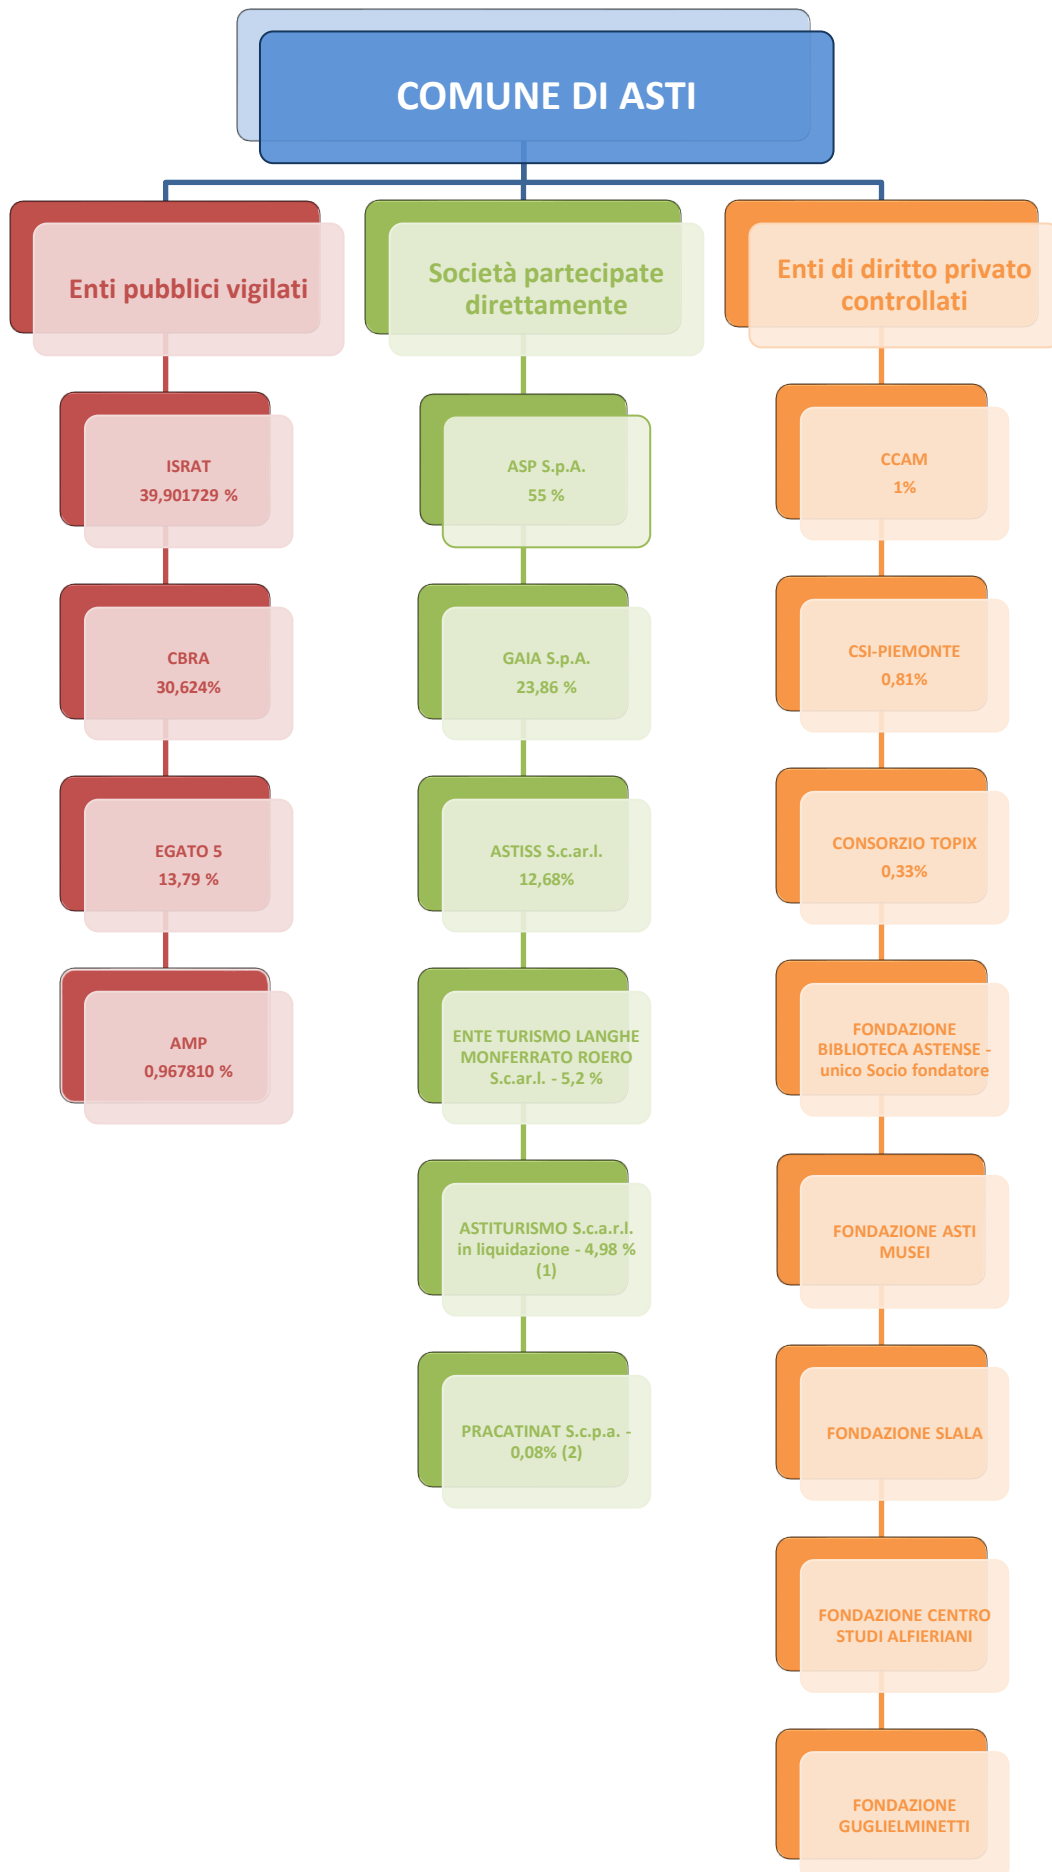 COMUNE DI ASTI
Enti pubblici vigilati
ISRAT
39,901729 %
CBRA
30,624%
EGATO 5
13,79 %
AMP
0,967810 %
Società partecipate
direttamente
ASP S.p.A.
55 %
GAIA S.p.A.
23,86 %
ASTISS S.c.ar.l.
12,68%
ENTE TURISMO LANGHE
MONFERRATO ROERO
S.c.ar.l. - 5,2 %
ASTITURISMO S.c.a.r.l.
in liquidazione - 4,98 %
(1)
PRACATINAT S.c.p.a. -
0,08% (2)
Enti di diritto privato
controllati
CCAM
1%
CSI-PIEMONTE
0,81%
CONSORZIO TOPIX
0,33%
FONDAZIONE
BIBLIOTECA ASTENSE -
unico Socio fondatore
FONDAZIONE ASTI
MUSEI
FONDAZIONE SLALA
FONDAZIONE CENTRO
STUDI ALFIERIANI
FONDAZIONE
GUGLIELMINETTI